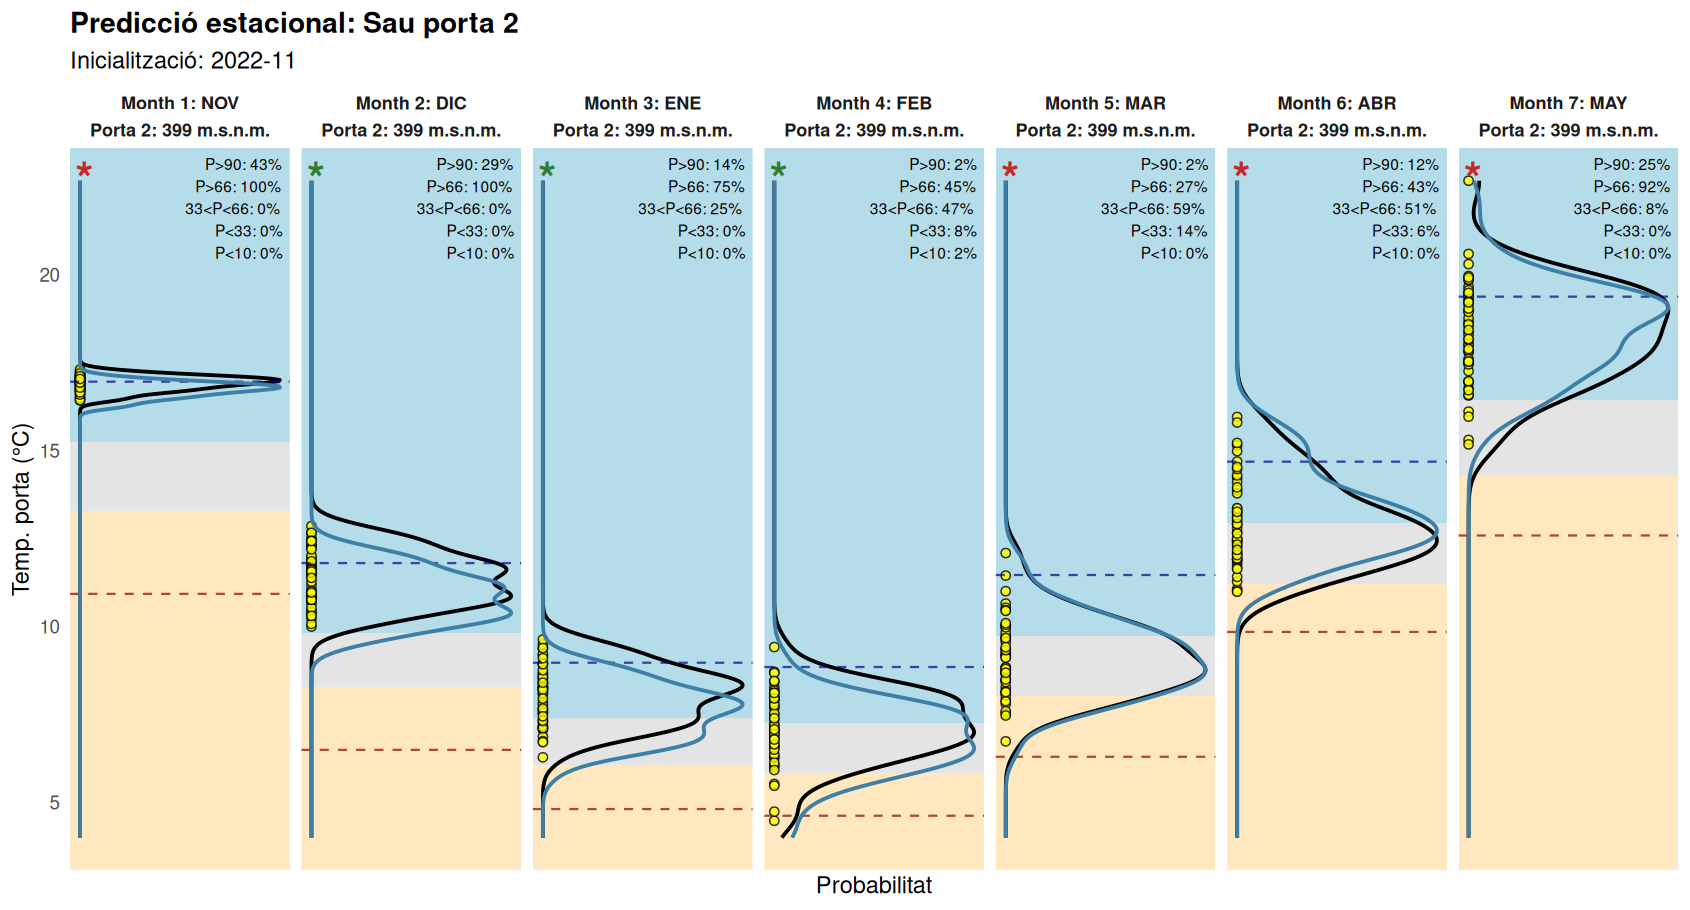 Predicció estacional: Sau porta 2
Inicialització: 2022-11
Month 1: NOV
Porta 2: 399 m.s.n.m.
Month 2: DIC
Porta 2: 399 m.s.n.m.
Month 3: ENE
Porta 2: 399 m.s.n.m.
Month 4: FEB
Porta 2: 399 m.s.n.m.
Month 5: MAR
Porta 2: 399 m.s.n.m.
Month 6: ABR
Porta 2: 399 m.s.n.m.
Month 7: MAY
Porta 2: 399 m.s.n.m.
*
P>90: 43%
P>66: 100%
33<P<66: 0%
P<33: 0%
P<10: 0%
*
P>90: 29%
P>66: 100%
33<P<66: 0%
P<33: 0%
P<10: 0%
*
P>90: 14%
P>66: 75%
33<P<66: 25%
P<33: 0%
P<10: 0%
*
P>90: 2%
P>66: 45%
33<P<66: 47%
P<33: 8%
P<10: 2%
*
P>90: 2%
P>66: 27%
33<P<66: 59%
P<33: 14%
P<10: 0%
*
P>90: 12%
P>66: 43%
33<P<66: 51%
P<33: 6%
P<10: 0%
*
P>90: 25%
P>66: 92%
33<P<66: 8%
P<33: 0%
P<10: 0%
Temp. porta (°C)
20
15
10
5
Probabilitat